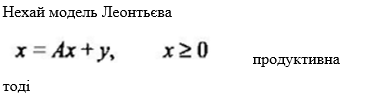 Нехай модель Леонтьєва
x = Ax + y,   x ≥ 0   продуктивна
тоді